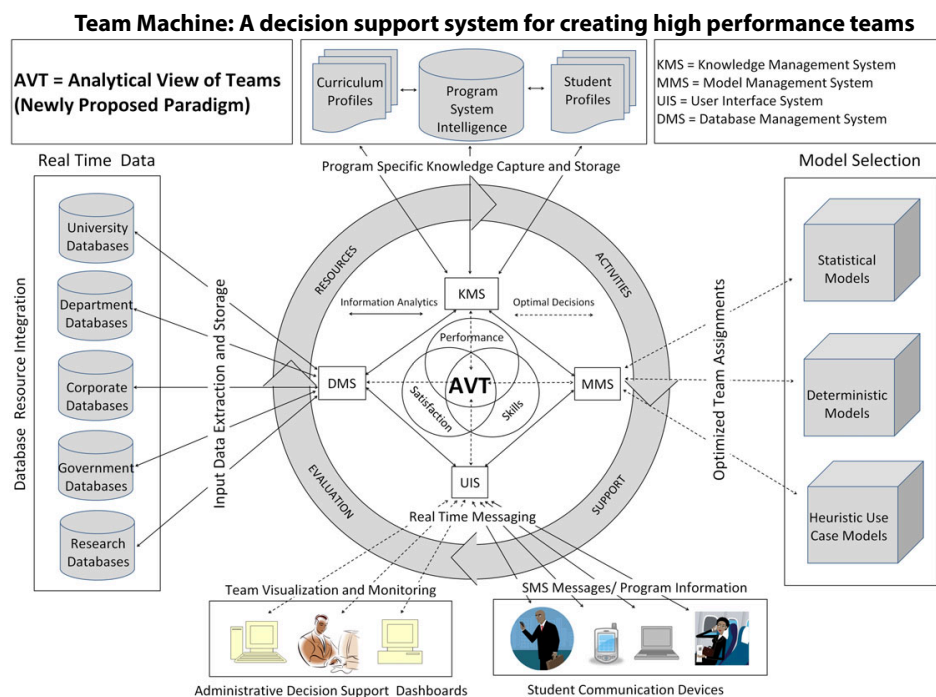 Team Machine: A decision support system for creating high performance teams
AVT = Analytical View of Teams
(Newly Proposed Paradigm)
Curriculum
Profiles
Program
System
Intelligence
Student
Profiles
KMS = Knowledge Management System
MMS = Model Management System
UIS = User Interface System
DMS = Database Management System
Real Time Data
Program Specific Knowledge Capture and Storage
Model Selection
Database Resource Integration
University
Databases
Department
Databases
Corporate
Databases
Government
Databases
Research
Databases
Input Data Extraction and Storage
RESOURCES
ACTIVITIES
EVALUATION
SUPPORT
Information Analytics
KMS
Optimal Decisions
Performance
DMS
AVT
MMS
Satisfaction
Skills
UIS
Real Time Messaging
Optimized Team Assignments
Statistical
Models
Deterministic
Models
Heuristic Use
Case Models
Team Visualization and Monitoring
SMS Messages/ Program Information
Administrative Decision Support Dashboards
Student Communication Devices